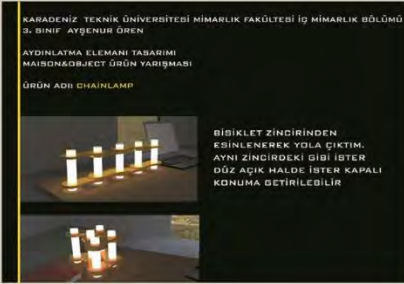 KARADENİZ TEKNİK ÜNİVERSİTESİ MİMARLIK FAKÜLTESİ İÇ MİMARLIK BÖLÜMÜ
3. SINIF AYŞENUR ÖREN
AYDINLATMA ELEMANI TASARIMI
MAISON&OBJECT ÜRÜN YARIŞMASI
ÜRÜN ADI: CHAINLAMP
BİSİKLET ZİNCİRİNDEN
ESİNLENEREK YOLA ÇIKTIM.
AYNI ZİNCİRDEKİ GİBİ İSTER
DÜZ AÇIK HALDE İSTER KAPALI
KONUMA GETİRİLEBİLİR